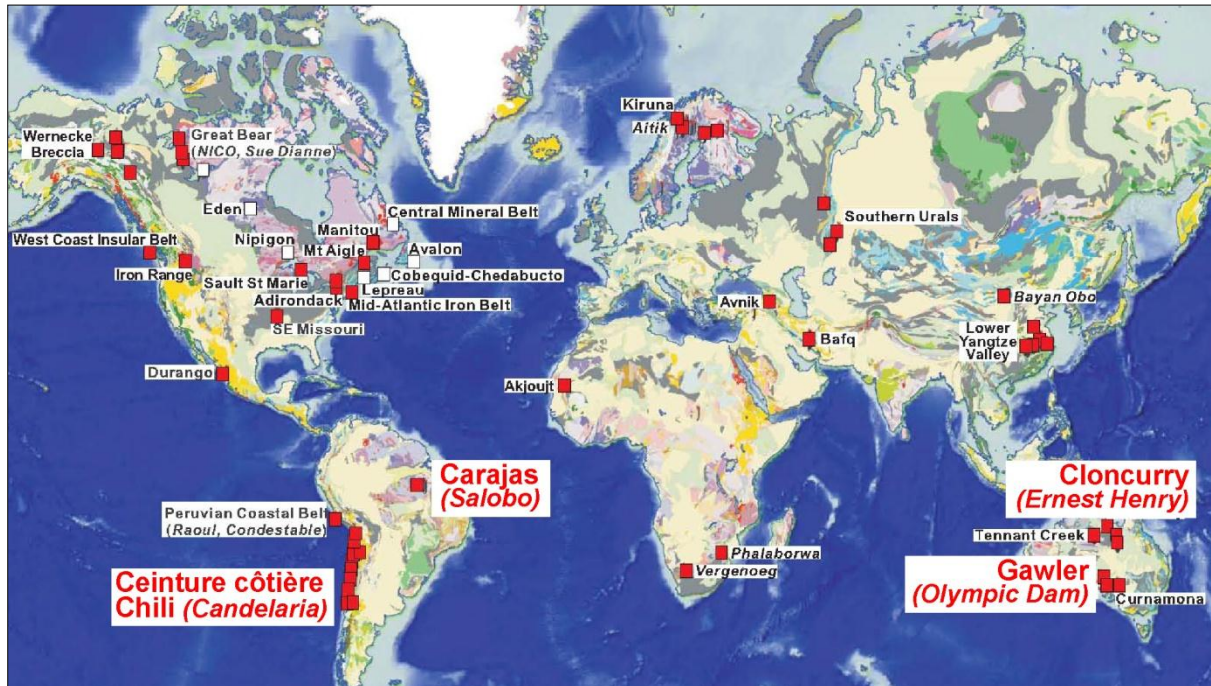 Wernecke
Breccia
Great Bear
(NICO, Sue Dianne)
Kiruna
Aitik
Eden
Central Mineral Belt
Southern Urals
Manitou
West Coast Insular Belt
Nipigon
Avalon
Mt Aigle
Iron Range
Cobequid-Chedabucto
Sault St Marie
Lepreau
Adirondack
Mid-Atlantic Iron Belt
Avnik
Bayan Obo
SE Missouri
Bafq
Lower
Yangtze
Valley
Durango
Akjoujt
Carajas
(Salobo)
Cloncurry
(Ernest Henry)
Peruvian Coastal Belt
(Raoul, Condestable)
Tennant Creek
Phalaborwa
Vergenoeg
Ceinture côtière
Chili (Candelaria)
Gawler
(Olympic Dam)
Curnamona